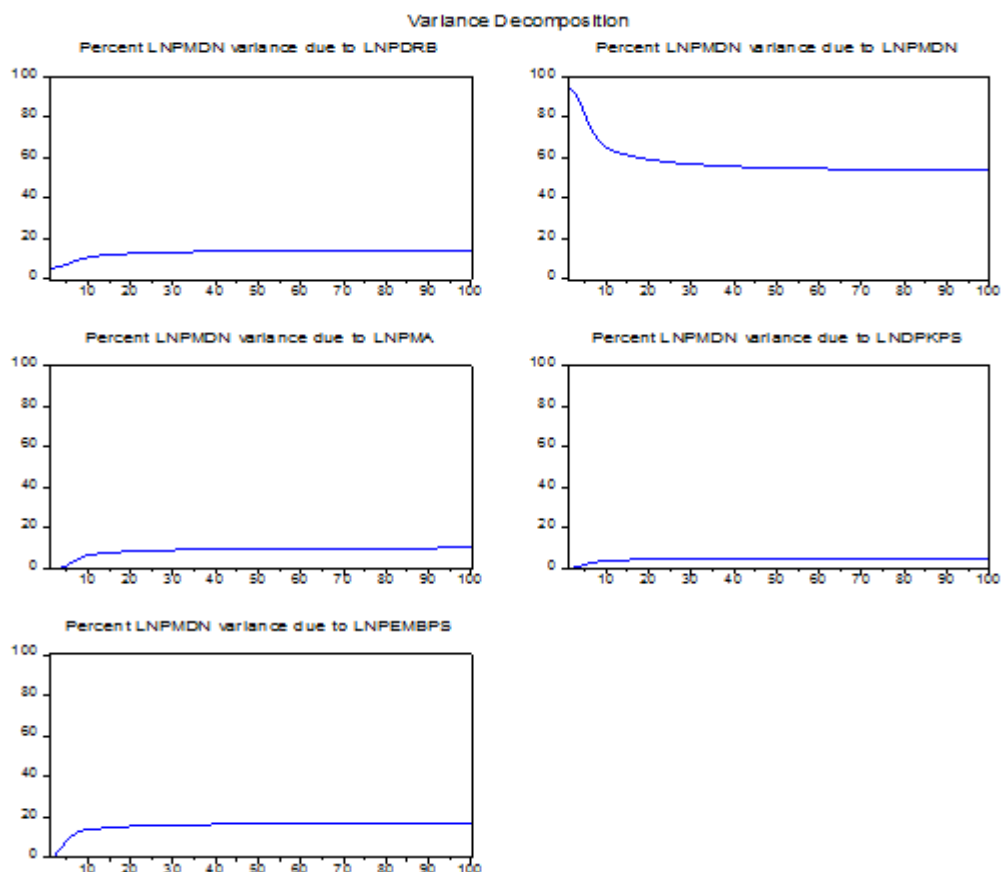 Variance Decomposition
Percent LNPMDN variance due to LNPDRB
Percent LNPMDN variance due to LNPMDN
100
80
60
40
20
0
10 20 30 40 50 60 70 80 90 100
100
80
60
40
20
0
10 20 30 40 50 60 70 80 90 100
Percent LNPMDN variance due to LNPMA
Percent LNPMDN variance due to LNDPKPS
100
80
60
40
20
0
10 20 30 40 50 60 70 80 90 100
100
80
60
40
20
0
10 20 30 40 50 60 70 80 90 100
Percent LNPMDN variance due to LNPEMBPS
100
80
60
40
20
0
10 20 30 40 50 60 70 80 90 100